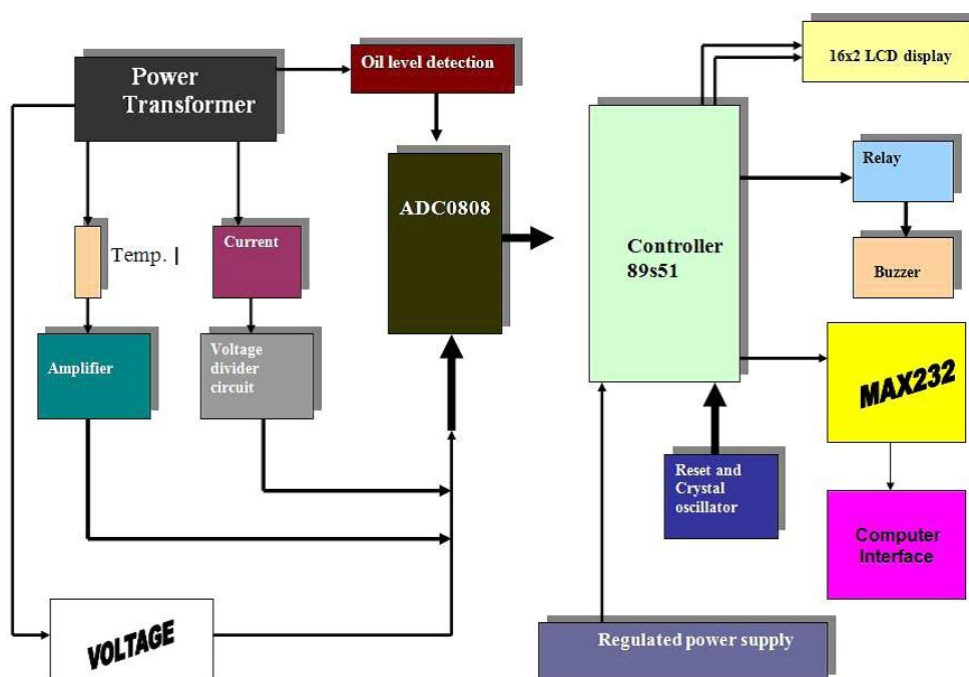 Power
Transformer
Oil level detection
16x2 LCD display
ADC0808
Relay
Temp. |
Current
Controller
89s51
Buzzer
Amplifier
Voltage
divider
circuit
MAX232
Reset and
Crystal
oscillator
Computer
Interface
VOLTAGE
Regulated power supply